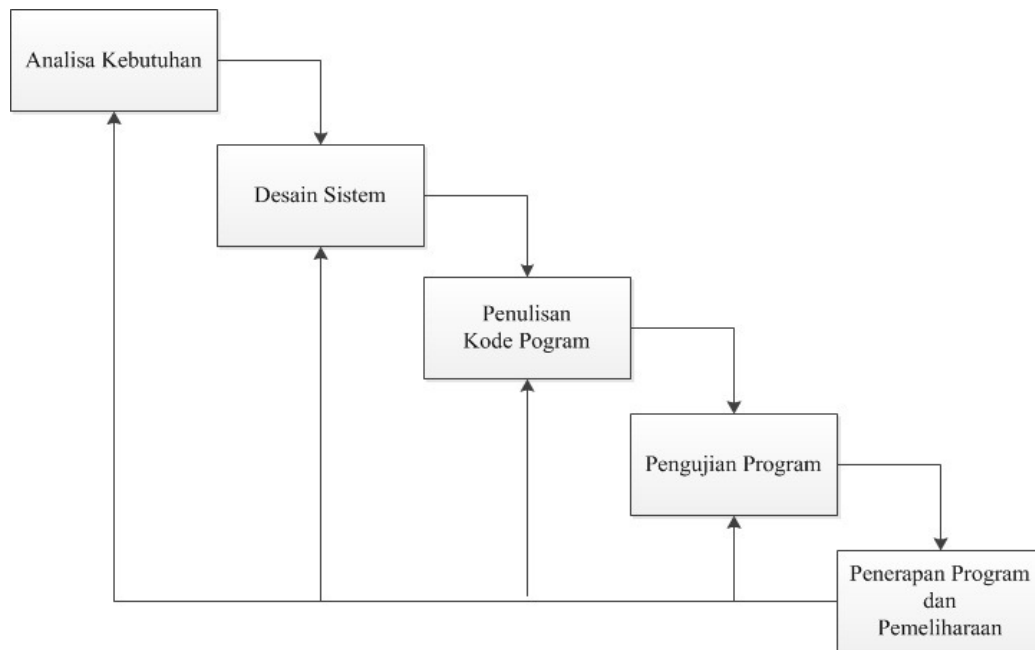 Analisa Kebutuhan
Desain Sistem
Penulisan
Kode Pogram
Pengujian Program
Penerapan Program
dan
Pemeliharaan